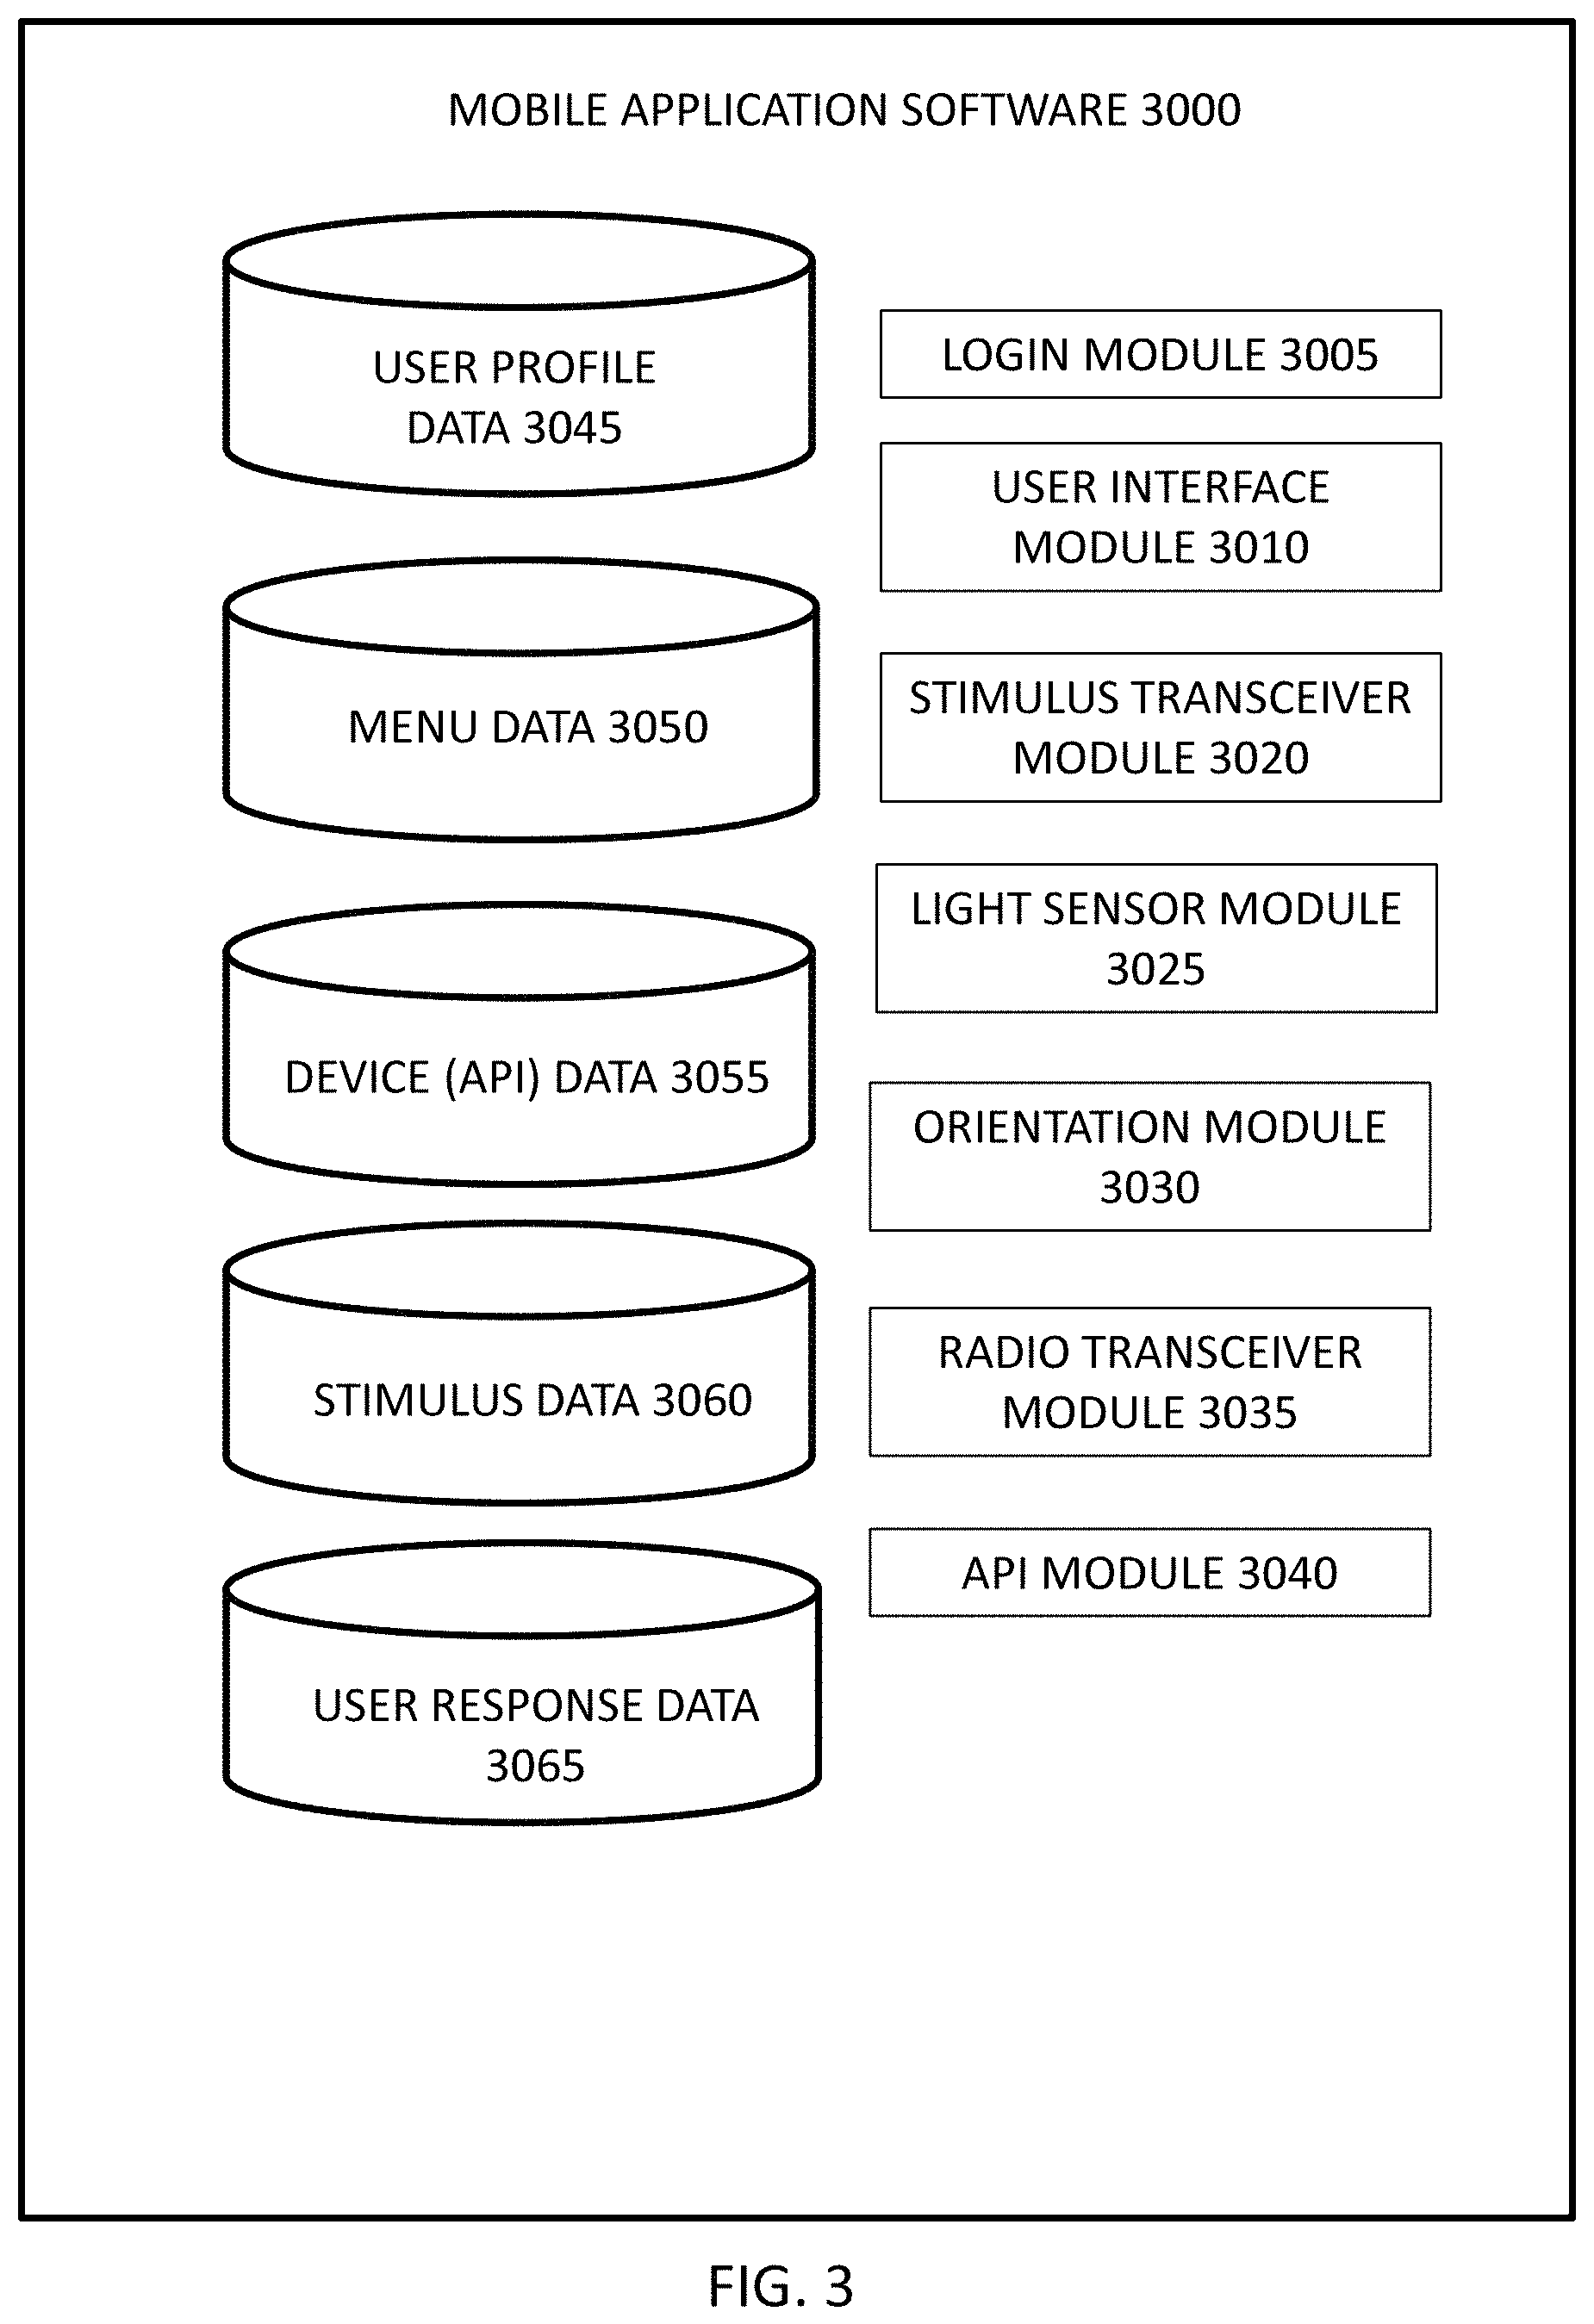 MOBILE APPLICATION SOFTWARE 3000
USER PROFILE
DATA 3045
MENU DATA 3050
DEVICE (API) DATA 3055
STIMULUS DATA 3060
USER RESPONSE DATA
3065
LOGIN MODULE 3005
USER INTERFACE
MODULE 3010
STIMULUS TRANSCEIVER
MODULE 3020
LIGHT SENSOR MODULE
3025
ORIENTATION MODULE
3030
RADIO TRANSCEIVER
MODULE 3035
API MODULE 3040
FIG. 3